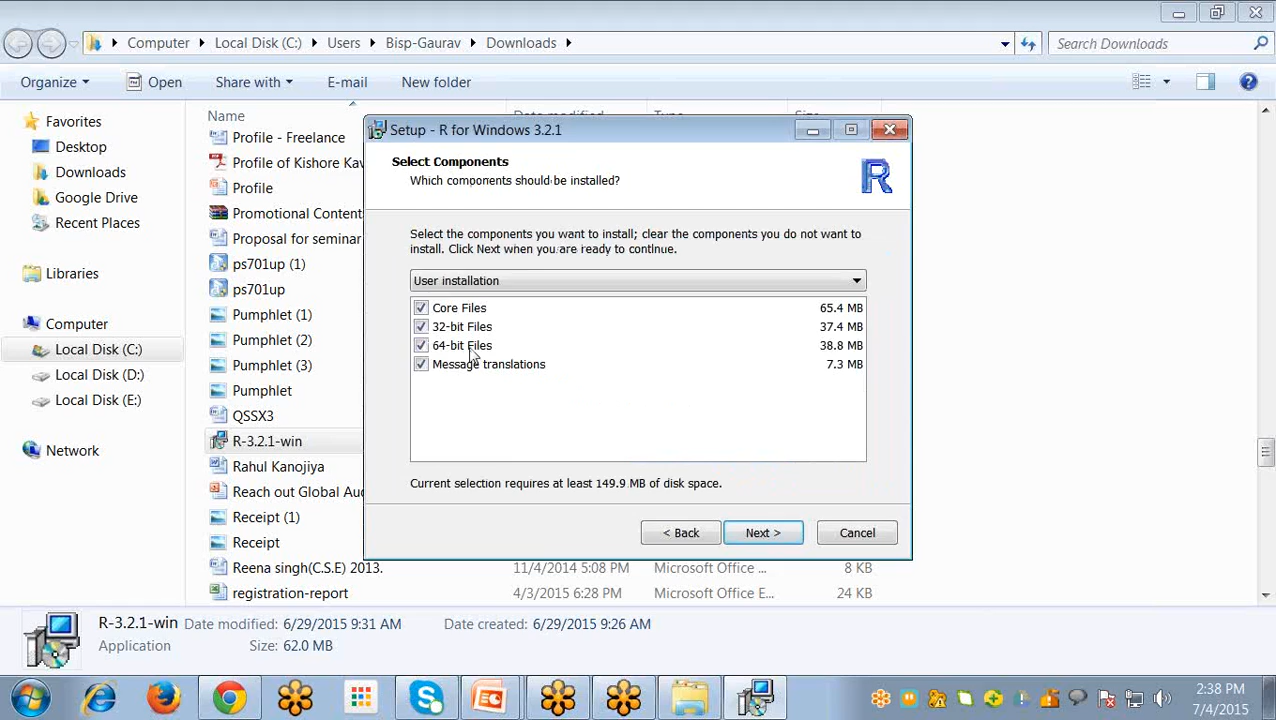 Computer Local Disk (C:) Users Bisp-Gaurav Downloads
Search Downloads
Organize Open Share with E-mail New folder
Favorites
Desktop
Downloads
Google Drive
Recent Places
Libraries
Computer
Local Disk (C:)
Local Disk (D:)
Local Disk (E:)
Network
Name
Profile - Freelance
Profile of Kishore Kav
Profile
Promotional Content
Proposal for seminar
ps701up (1)
ps701up
Pumphlet (1)
Pumphlet (2)
Pumphlet (3)
Pumphlet
QSSX3
R-3.2.1-win
Rahul Kanojiya
Reach out Global Aud
Receipt (1)
Receipt
Reena singh(C.S.E) 2013. 11/4/2014 5:08 PM Microsoft Office ... 8 KB
registration-report 4/3/2015 6:28 PM Microsoft Office E... 24 KB
Setup - R for Windows 3.2.1
Select Components
Which components should be installed?
R
Select the components you want to install; clear the components you do not want to
install. Click Next when you are ready to continue.
User installation
Core Files 65.4 MB
32-bit Files 37.4 MB
64-bit Files 38.8 MB
Message translations 7.3 MB
Current selection requires at least 149.9 MB of disk space.
< Back Next > Cancel
R-3.2.1-win Date modified: 6/29/2015 9:31 AM Date created: 6/29/2015 9:26 AM
Application Size: 62.0 MB
2:38 PM
7/4/2015